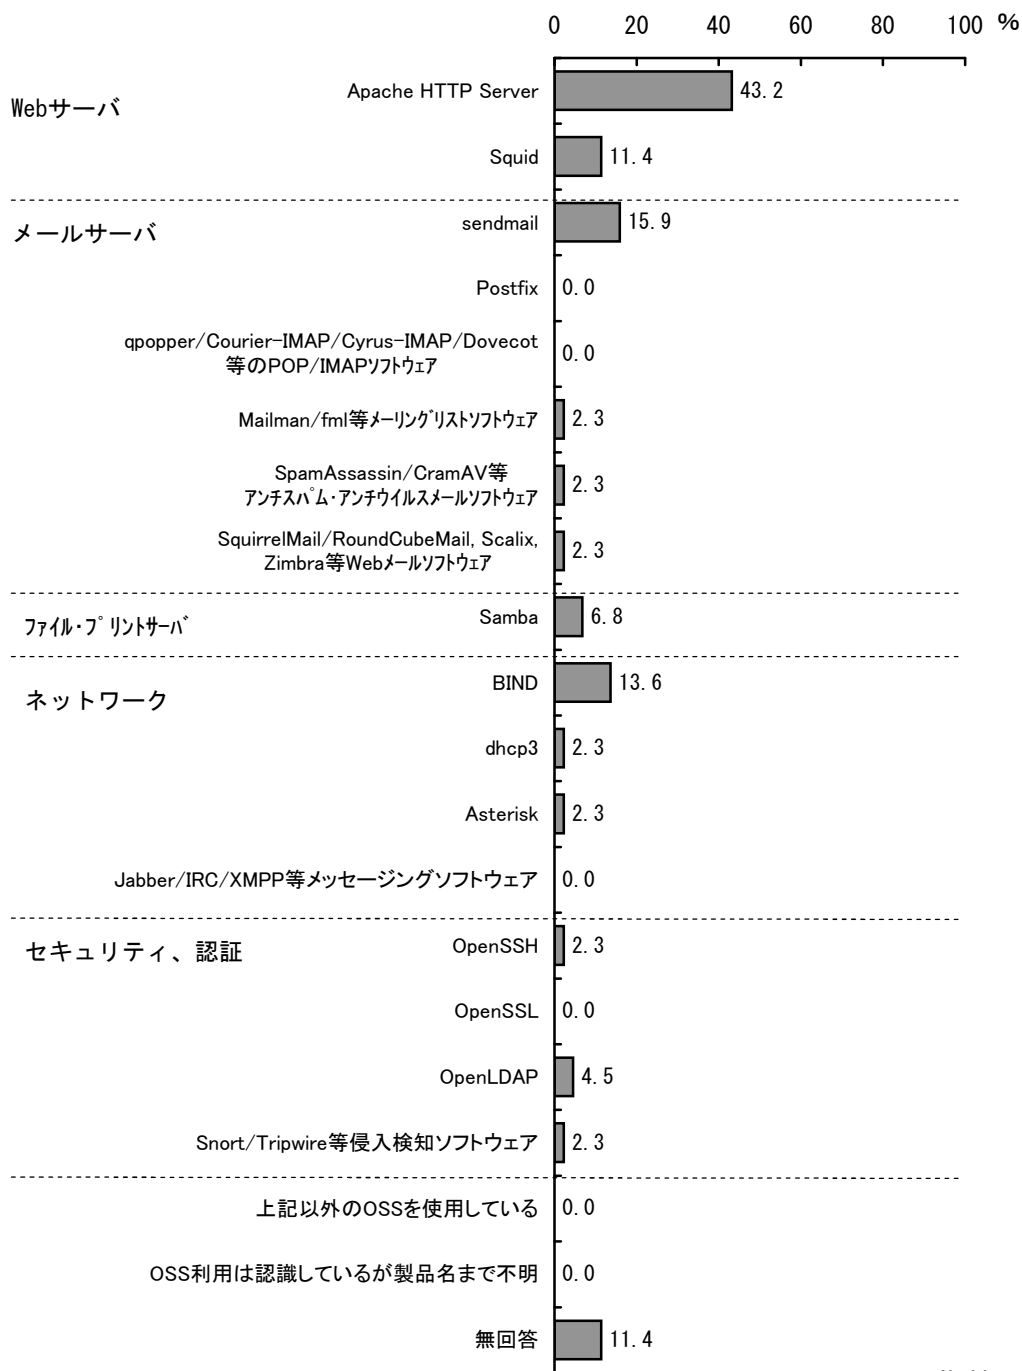 0 20 40 60 80 100 %
Webサーバ
Apache HTTP Server 43.2
Squid 11.4
メールサーバ
sendmail 15.9
Postfix 0.0
qpopper/Courier-IMAP/Cyrus-IMAP/Dovecot
等のPOP/IMAPソフトウェア 0.0
Mailman/fml等メーリングリストソフトウェア 2.3
SpamAssassin/CramAV等
アンチスパム・アンチウイルスメールソフトウェア 2.3
SquirrelMail/RoundCubeMail, Scalix,
Zimbra等Webメールソフトウェア 2.3
ファイル・プリントサーバ
Samba 6.8
ネットワーク
BIND 13.6
dhcp3 2.3
Asterisk 2.3
Jabber/IRC/XMPP等メッセージングソフトウェア 0.0
セキュリティ、認証
OpenSSH 2.3
OpenSSL 0.0
OpenLDAP 4.5
Snort/Tripwire等侵入検知ソフトウェア 2.3
上記以外のOSSを使用している 0.0
OSS利用は認識しているが製品名まで不明 0.0
無回答 11.4